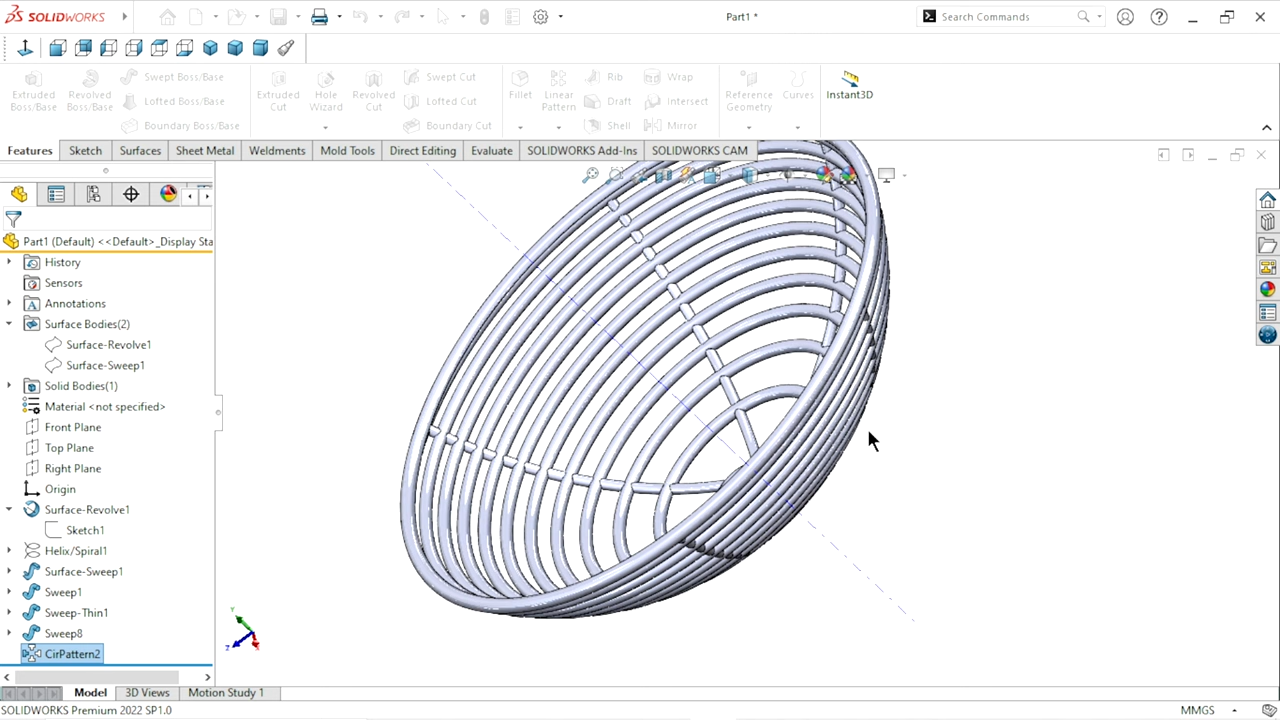 SOLIDWORKS
Part1 *
Search Commands
Extruded Boss/Base
Revolved Boss/Base
Swept Boss/Base
Lofted Boss/Base
Boundary Boss/Base
Extruded Cut
Hole Wizard
Revolved Cut
Swept Cut
Lofted Cut
Boundary Cut
Fillet
Linear Pattern
Rib
Draft
Shell
Wrap
Intersect
Mirror
Reference Geometry
Curves
Instant3D
Features Sketch Surfaces Sheet Metal Weldments Mold Tools Direct Editing Evaluate SOLIDWORKS Add-Ins SOLIDWORKS CAM
Part1 (Default) <<Default>_Display Sta
History
Sensors
Annotations
Surface Bodies(2)
Surface-Revolve1
Surface-Sweep1
Solid Bodies(1)
Material <not specified>
Front Plane
Top Plane
Right Plane
Origin
Surface-Revolve1
Sketch1
Helix/Spiral1
Surface-Sweep1
Sweep1
Sweep-Thin1
Sweep8
CirPattern2
Y
Z
X
Model 3D Views Motion Study 1
SOLIDWORKS Premium 2022 SP1.0
MMGS